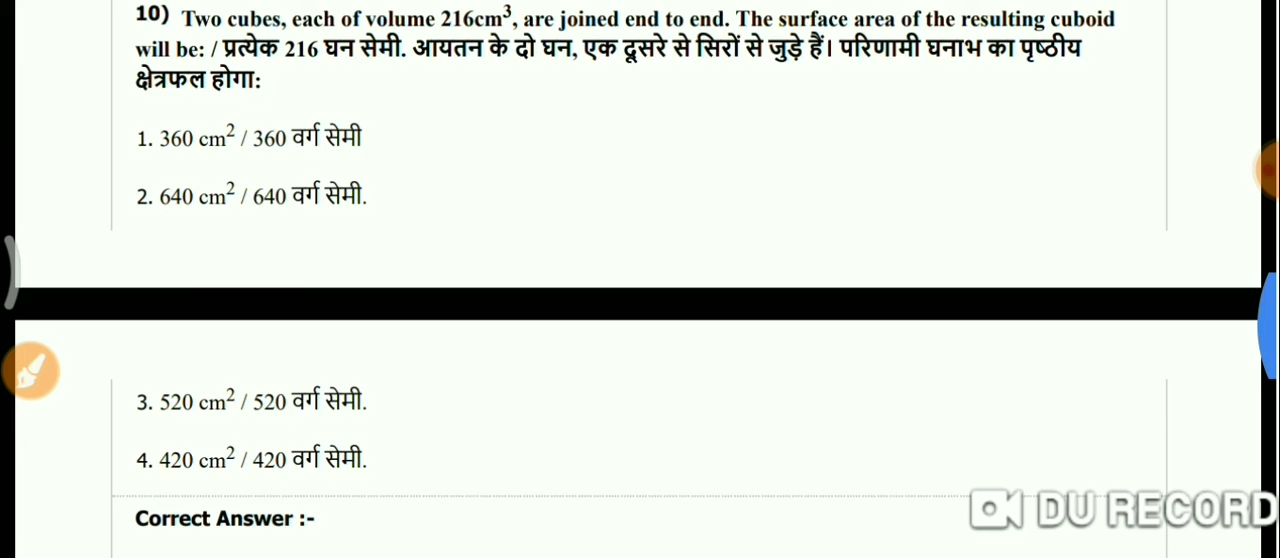 10) Two cubes, each of volume 216cm³, are joined end to end. The surface area of the resulting cuboid
will be: / प्रत्येक 216 घन सेमी. आयतन के दो घन, एक दूसरे से सिरों से जुड़े हैं। परिणामी घनाभ का पृष्ठीय
क्षेत्रफल होगा:
1. 360 cm² / 360 वर्ग सेमी
2. 640 cm² / 640 वर्ग सेमी.
3. 520 cm² / 520 वर्ग सेमी.
4. 420 cm² / 420 वर्ग सेमी.
Correct Answer :-
DU RECORD